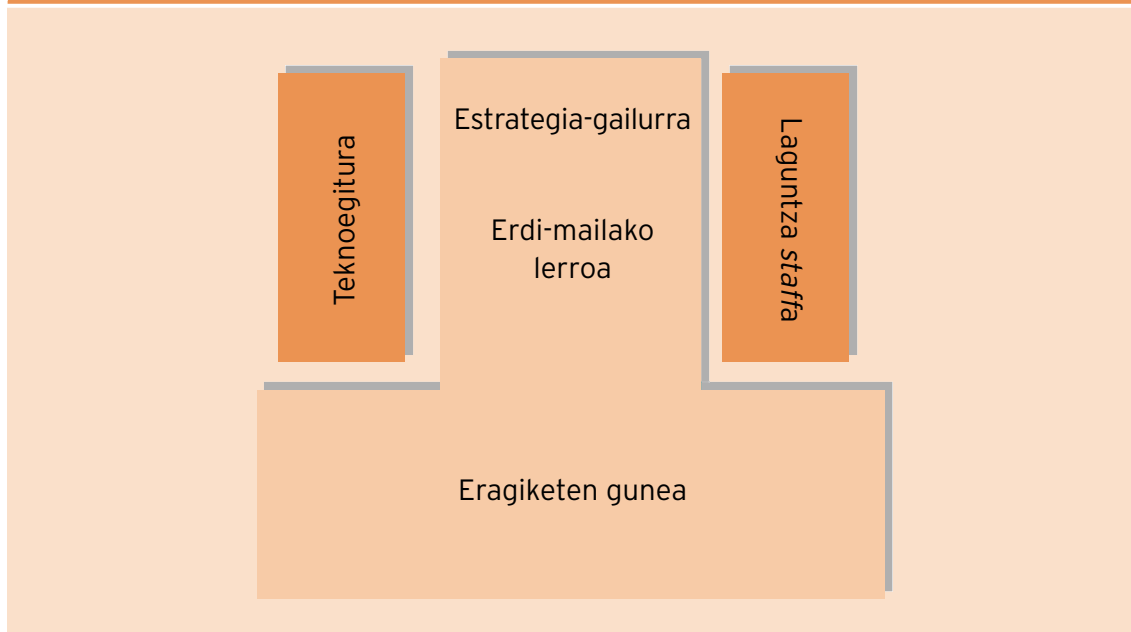 Estrategia-gailurra
Teknoegitura
Erdi-mailako
lerroa
Laguntza staffa
Eragiketen gunea